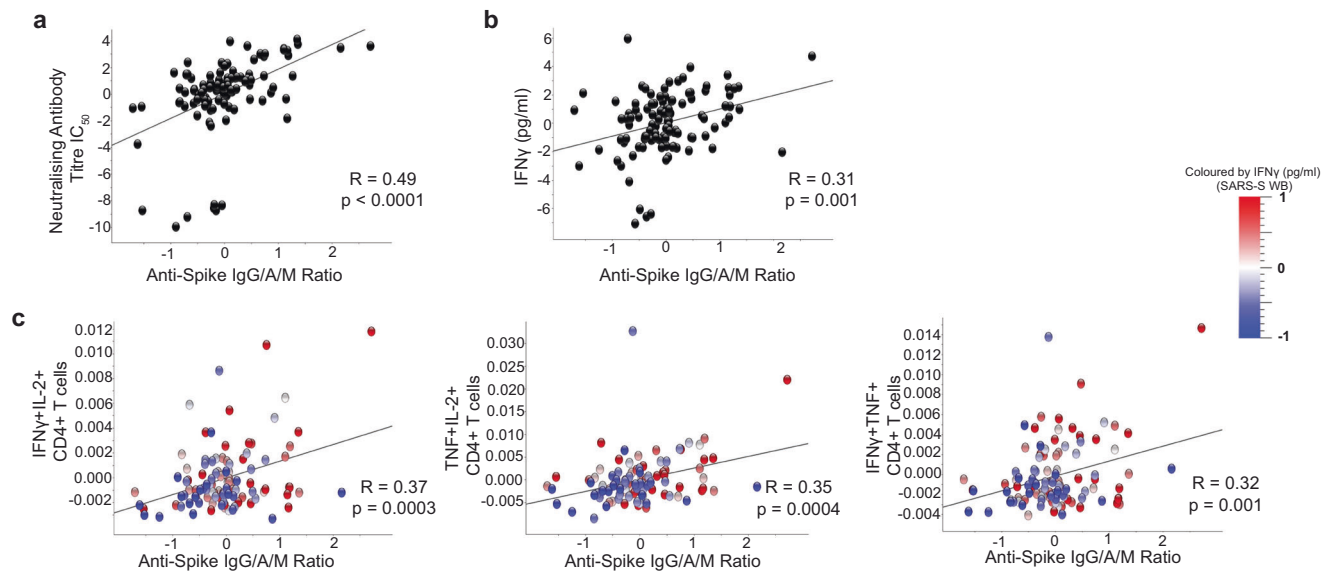 a
4
2
0
-2
-4
-6
-8
-10
Neutralising Antibody
Titre IC50
R = 0.49
p < 0.0001
-1
0
1
2
Anti-Spike IgG/A/M Ratio
b
6
4
2
0
-2
-4
-6
IFNγ (pg/ml)
R = 0.31
p = 0.001
-1
0
1
2
Anti-Spike IgG/A/M Ratio
Coloured by IFNγ (pg/ml)
(SARS-S WB)
1
0
-1
c
0.012
0.010
0.008
0.006
0.004
0.002
0.000
-0.002
IFNγ+IL-2+
CD4+ T cells
R = 0.37
p = 0.0003
-1
0
1
2
Anti-Spike IgG/A/M Ratio
0.030
0.025
0.020
0.015
0.010
0.005
0.000
-0.005
TNF+IL-2+
CD4+ T cells
R = 0.35
p = 0.0004
-1
0
1
2
Anti-Spike IgG/A/M Ratio
0.014
0.012
0.010
0.008
0.006
0.004
0.002
0.000
-0.002
-0.004
IFNγ+TNF+
CD4+ T cells
R = 0.32
p = 0.001
-1
0
1
2
Anti-Spike IgG/A/M Ratio